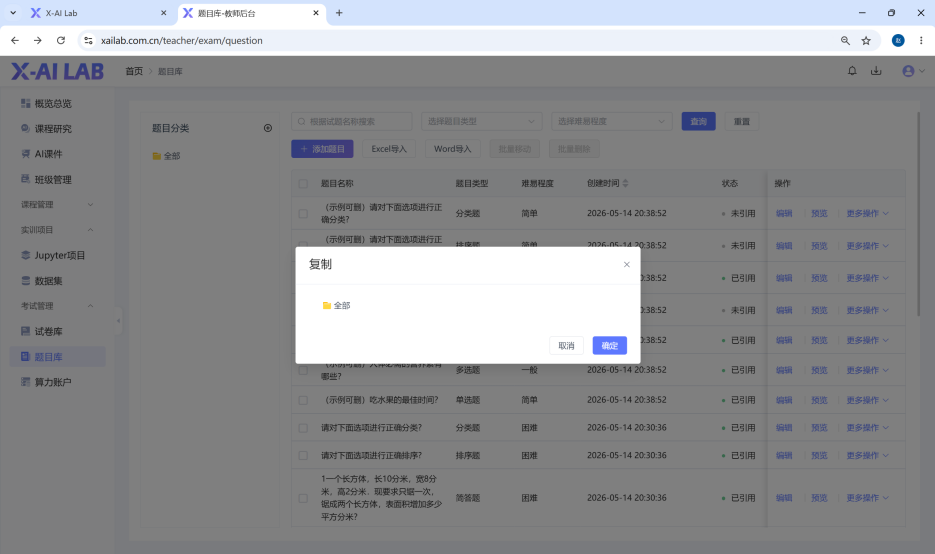 X-AI Lab
题目库-教师后台
xailab.com.cn/teacher/exam/question
赵
X-AI LAB
首页 > 题目库
概览总览
课程研究
AI课件
班级管理
课程管理
实训项目
Jupyter项目
数据集
考试管理
试卷库
题目库
算力账户
题目分类
全部
根据试题名称搜索 选择题目类型 选择难易程度 查询 重置
+ 添加题目 Excel导入 Word导入 批量移动 批量删除
题目名称 题目类型 难易程度 创建时间 状态 操作
（示例可删）请对下面选项进行正
确分类? 分类题 简单 2026-05-14 20:38:52 未引用 编辑 预览 更多操作
（示例可删）请对下面选项进行正
排序题 简单 0:38:52 未引用 编辑 预览 更多操作
0:38:52 已引用 编辑 预览 更多操作
0:38:52 未引用 编辑 预览 更多操作
0:38:52 已引用 编辑 预览 更多操作
复制
全部
取消 确定
（示例可删）人体必需的营养素有
哪些? 多选题 一般 2026-05-14 20:38:52 已引用 编辑 预览 更多操作
（示例可删）吃水果的最佳时间? 单选题 简单 2026-05-14 20:38:52 已引用 编辑 预览 更多操作
请对下面选项进行正确分类? 分类题 困难 2026-05-14 20:30:36 已引用 编辑 预览 更多操作
请对下面选项进行正确排序? 排序题 困难 2026-05-14 20:30:36 已引用 编辑 预览 更多操作
1一个长方体，长10分米，宽8分
米，高2分米．现要求只锯一次，
锯成两个长方体，表面积增加多少
平方分米? 简答题 困难 2026-05-14 20:30:36 已引用 编辑 预览 更多操作